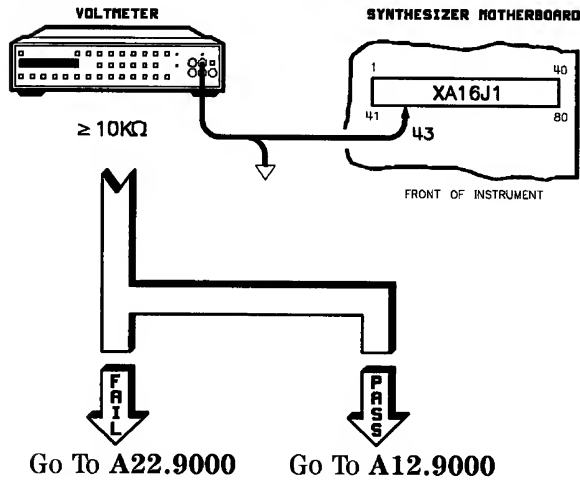 VOLTMETER
SYNTHESIZER MOTHERBOARD
1
40
XA16J1
41
80
≥ 10KΩ
43
FRONT OF INSTRUMENT
FAIL
PASS
Go To A22.9000
Go To A12.9000